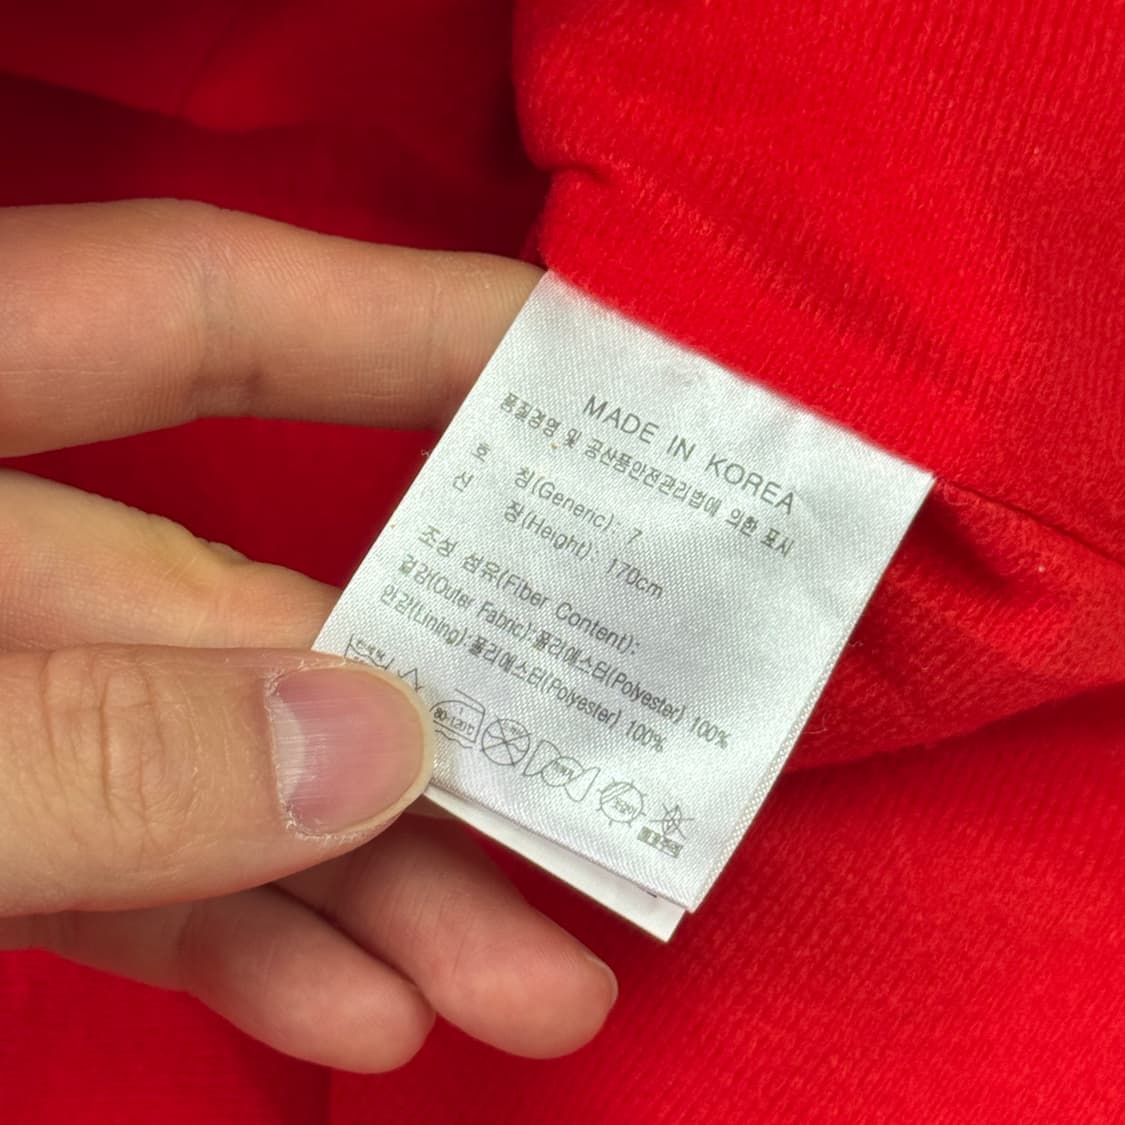 MADE IN KOREA
품질경영 및 공산품안전관리법에 의한 표시
호 칭(Generic): 7
신 장(Height): 170cm
조성 섬유(Fiber Content):
겉감(Outer Fabric):폴리에스터(Polyester) 100%
안감(Lining):폴리에스터(Polyester) 100%
80~120℃